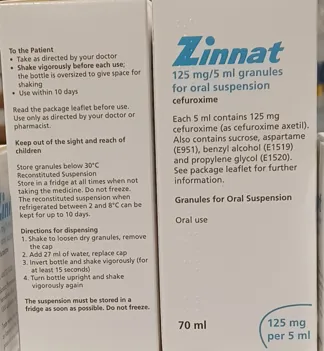 To the Patient
• Take as directed by your doctor
• Shake vigorously before each use;
the bottle is oversized to give space for
shaking
• Use within 10 days
Read the package leaflet before use.
Use only as directed by your doctor or
pharmacist.
Keep out of the sight and reach of
children
Store granules below 30°C
Reconstituted Suspension
Store in a fridge at all times when not
taking the medicine. Do not freeze.
The reconstituted suspension when
refrigerated between 2 and 8°C can be
kept for up to 10 days.
Directions for dispensing
1. Shake to loosen dry granules, remove
the cap
2. Add 27 ml of water, replace cap
3. Invert bottle and shake vigorously (for
at least 15 seconds)
4. Turn bottle upright and shake
vigorously again
The suspension must be stored in a
fridge as soon as possible. Do not freeze.
Zinnat
125 mg/5 ml granules
for oral suspension
cefuroxime
Each 5 ml contains 125 mg
cefuroxime (as cefuroxime axetil).
Also contains sucrose, aspartame
(E951), benzyl alcohol (E1519)
and propylene glycol (E1520).
See package leaflet for further
information.
Granules for Oral Suspension
Oral use
70 ml
125 mg
per 5 ml